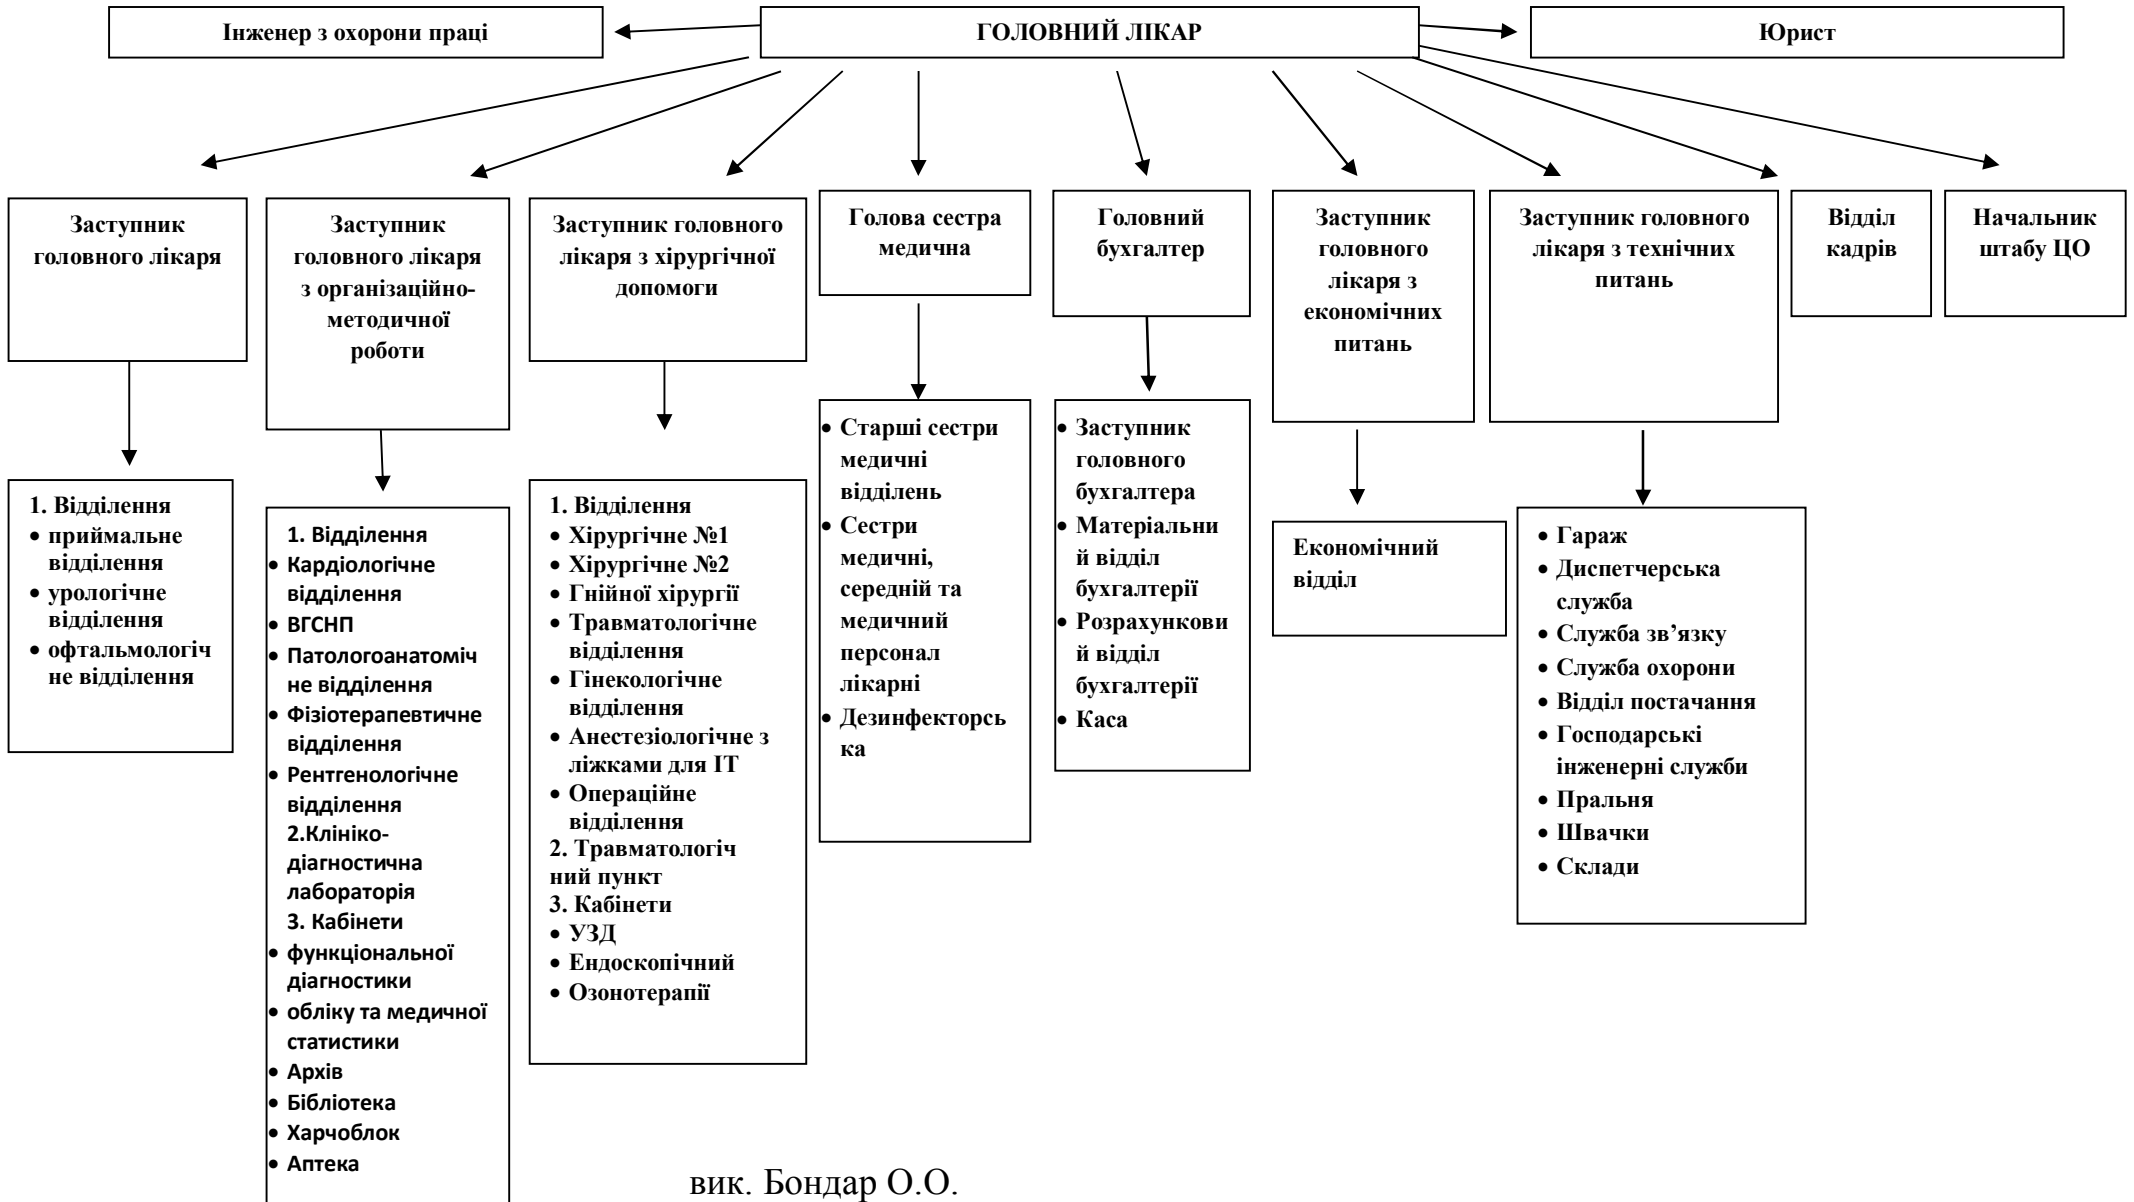 Інженер з охорони праці
ГОЛОВНИЙ ЛІКАР
Юрист
Заступник
головного лікаря
Заступник
головного лікаря
з організаційно-
методичної
роботи
Заступник головного
лікаря з хірургічної
допомоги
Голова сестра
медична
Головний
бухгалтер
Заступник
головного
лікаря з
економічних
питань
Заступник головного
лікаря з технічних
питань
Відділ
кадрів
Начальник
штабу ЦО
1. Відділення
• приймальне
відділення
• урологічне
відділення
• офтальмологіч
не відділення
1. Відділення
• Кардіологічне
відділення
• ВГСНП
• Патологоанатоміч
не відділення
• Фізіотерапевтичне
відділення
• Рентгенологічне
відділення
2.Клініко-
діагностична
лабораторія
3. Кабінети
• функціональної
діагностики
• обліку та медичної
статистики
• Архів
• Бібліотека
• Харчоблок
• Аптека
1. Відділення
• Хірургічне №1
• Хірургічне №2
• Гнійної хірургії
• Травматологічне
відділення
• Гінекологічне
відділення
• Анестезіологічне з
ліжками для ІТ
• Операційне
відділення
2. Травматологіч
ний пункт
3. Кабінети
• УЗД
• Ендоскопічний
• Озонотерапії
• Старші сестри
медичні
відділень
• Сестри
медичні,
середній та
медичний
персонал
лікарні
• Дезинфекторсь
ка
• Заступник
головного
бухгалтера
• Матеріальни
й відділ
бухгалтерії
• Розрахункови
й відділ
бухгалтерії
• Каса
Економічний
відділ
• Гараж
• Диспетчерська
служба
• Служба зв’язку
• Служба охорони
• Відділ постачання
• Господарські
інженерні служби
• Пральня
• Швачки
• Склади
вик. Бондар О.О.